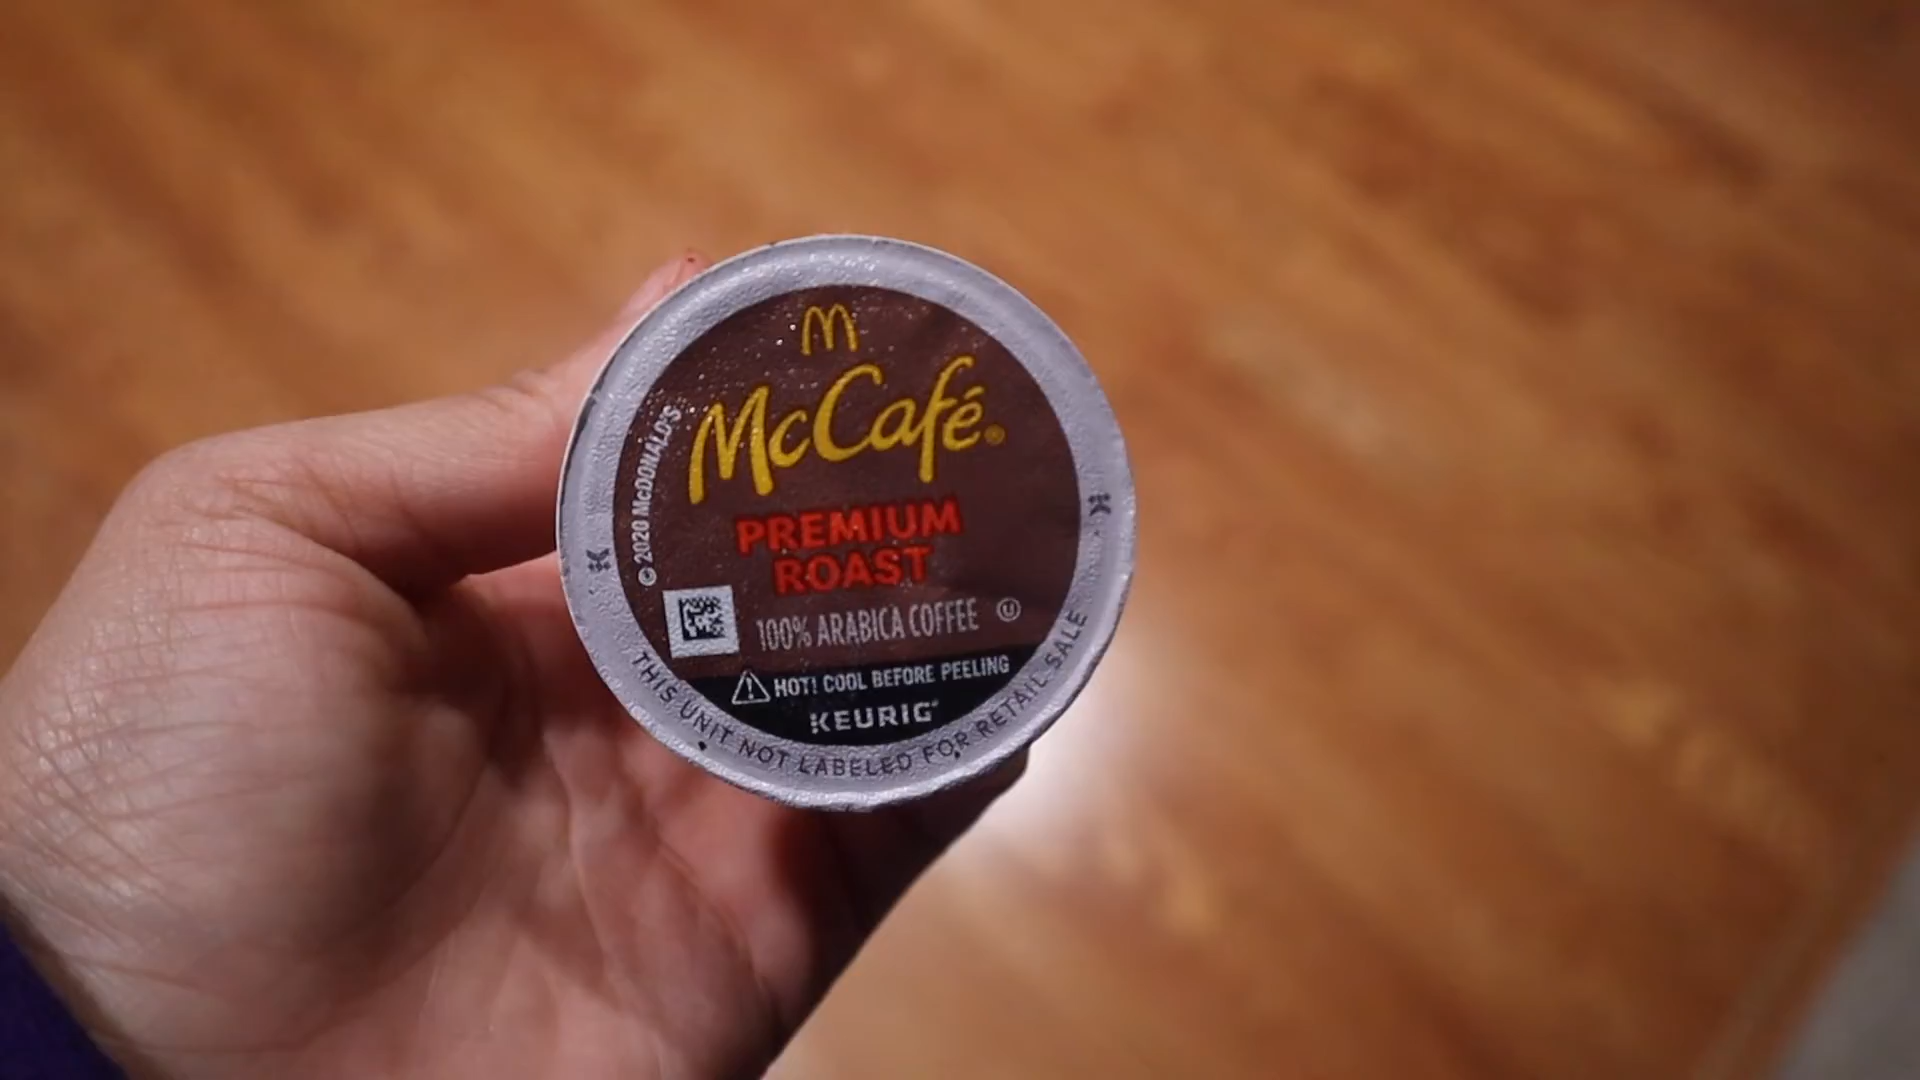 M
McCafé®
PREMIUM
ROAST
© 2020 McDONALD'S
100% ARABICA COFFEE Ⓤ
⚠ HOT! COOL BEFORE PEELING
KEURIG
THIS UNIT NOT LABELED FOR RETAIL SALE
K
K